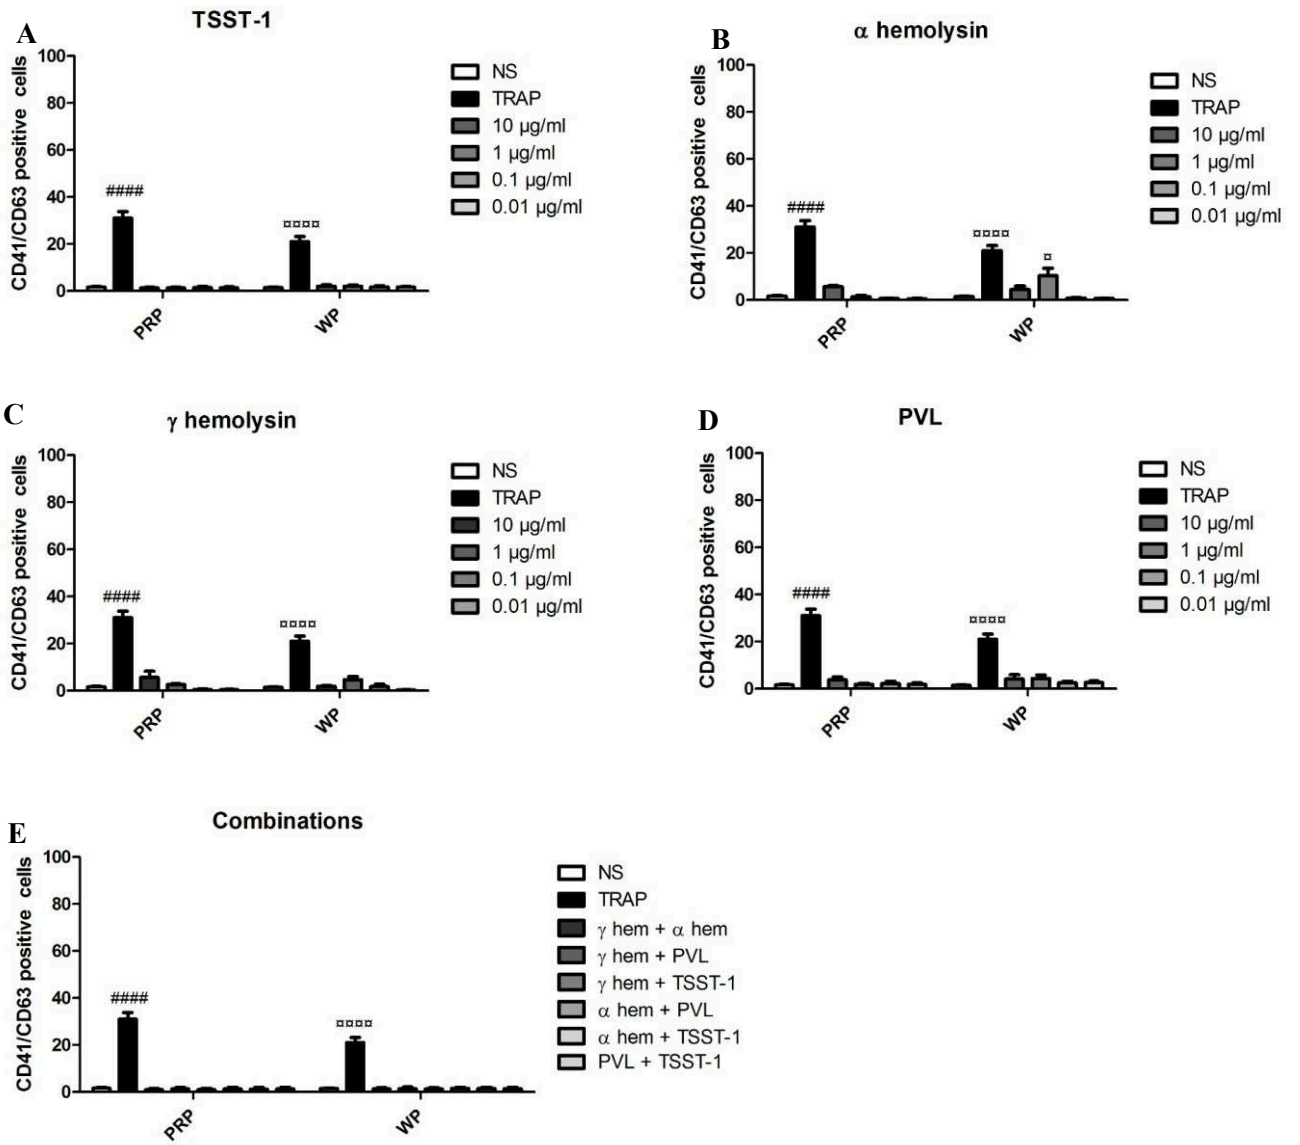 A
TSST-1
CD41/CD63 positive cells
100
80
60
40
20
0
####
¤¤¤¤
PRP
WP
NS
TRAP
10 µg/ml
1 µg/ml
0.1 µg/ml
0.01 µg/ml
B
α hemolysin
CD41/CD63 positive cells
100
80
60
40
20
0
####
¤¤¤¤
¤
PRP
WP
NS
TRAP
10 µg/ml
1 µg/ml
0.1 µg/ml
0.01 µg/ml
C
γ hemolysin
CD41/CD63 positive cells
100
80
60
40
20
0
####
¤¤¤¤
PRP
WP
NS
TRAP
10 µg/ml
1 µg/ml
0.1 µg/ml
0.01 µg/ml
D
PVL
CD41/CD63 positive cells
100
80
60
40
20
0
####
¤¤¤¤
PRP
WP
NS
TRAP
10 µg/ml
1 µg/ml
0.1 µg/ml
0.01 µg/ml
E
Combinations
CD41/CD63 positive cells
100
80
60
40
20
0
####
¤¤¤¤
PRP
WP
NS
TRAP
γ hem + α hem
γ hem + PVL
γ hem + TSST-1
α hem + PVL
α hem + TSST-1
PVL + TSST-1